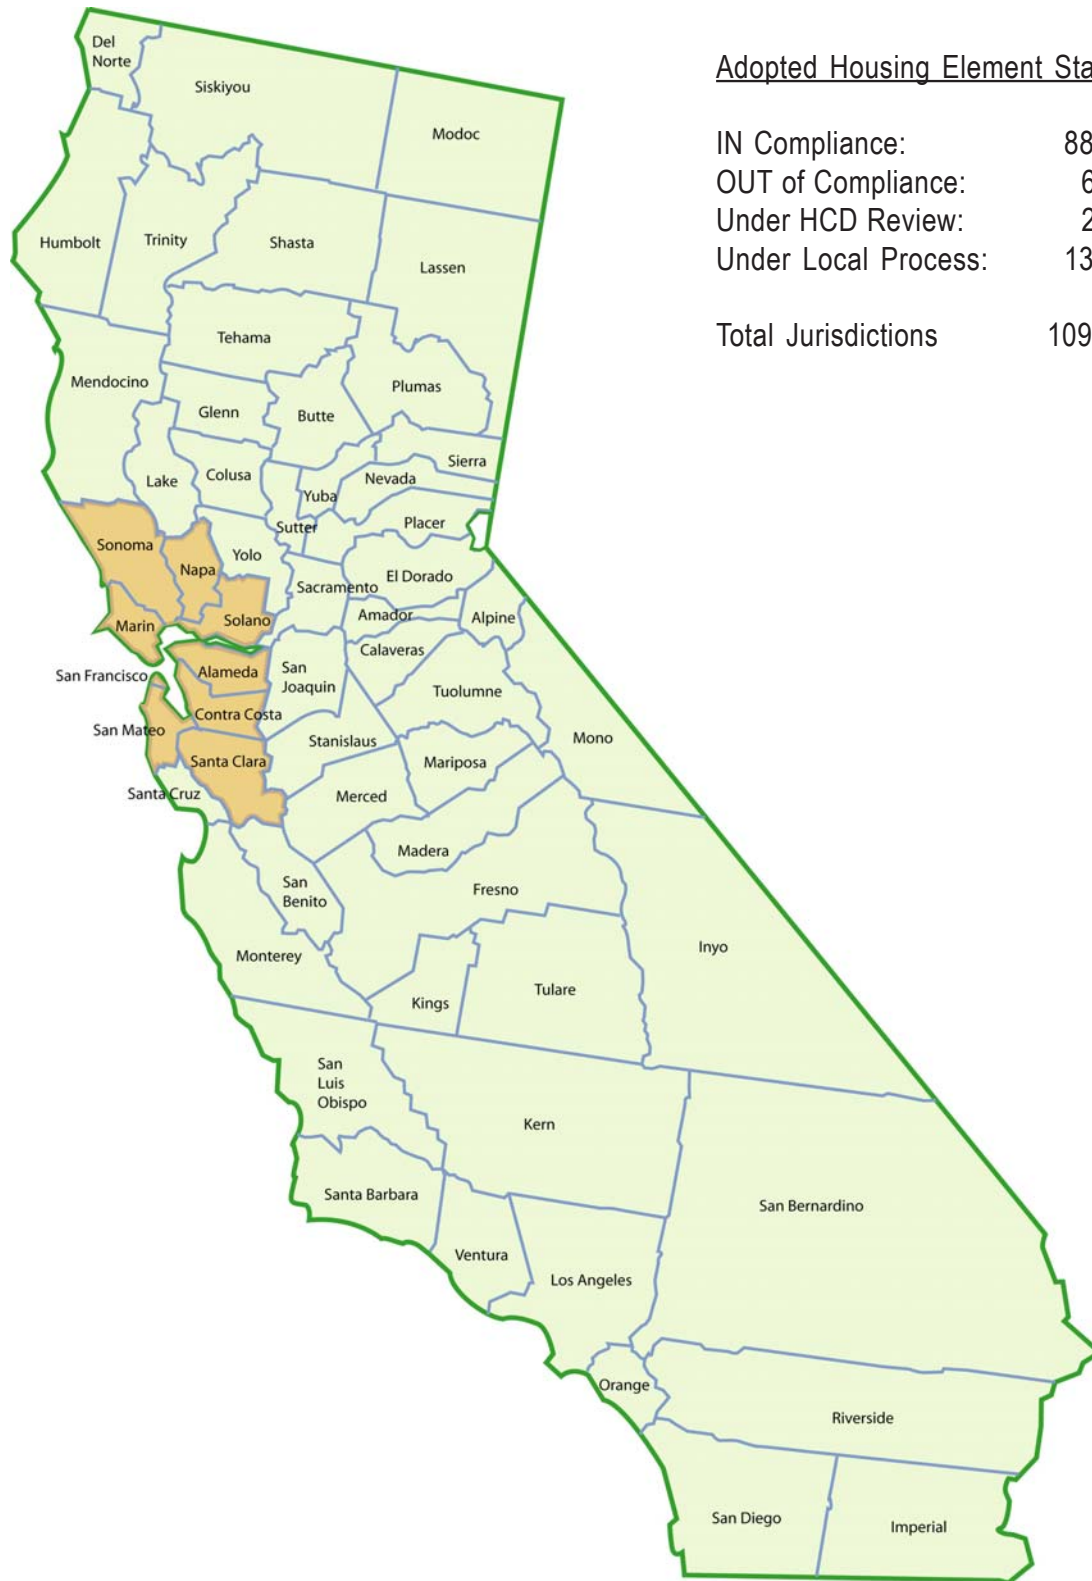 Adopted Housing Element Sta
IN Compliance: 88
OUT of Compliance: 6
Under HCD Review: 2
Under Local Process: 13
Total Jurisdictions 109
Del
Norte
Siskiyou
Modoc
Humbolt
Trinity
Shasta
Lassen
Tehama
Mendocino
Plumas
Glenn
Butte
Lake
Colusa
Sierra
Nevada
Yuba
Sutter
Placer
Sonoma
Napa
Yolo
El Dorado
Sacramento
Amador
Alpine
Marin
Solano
Calaveras
San Francisco
Alameda
San
Joaquin
Tuolumne
Contra Costa
San Mateo
Stanislaus
Mono
Santa Clara
Mariposa
Santa Cruz
Merced
Madera
San
Benito
Fresno
Monterey
Inyo
Kings
Tulare
San
Luis
Obispo
Kern
Santa Barbara
San Bernardino
Ventura
Los Angeles
Orange
Riverside
San Diego
Imperial